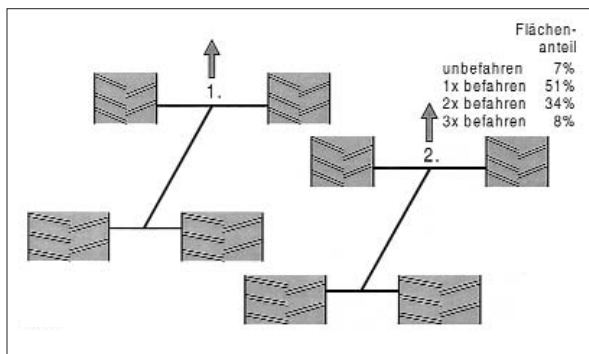 Flächen-
anteil
unbefahren 7%
1x befahren 51%
2x befahren 34%
3x befahren 8%
1.
2.